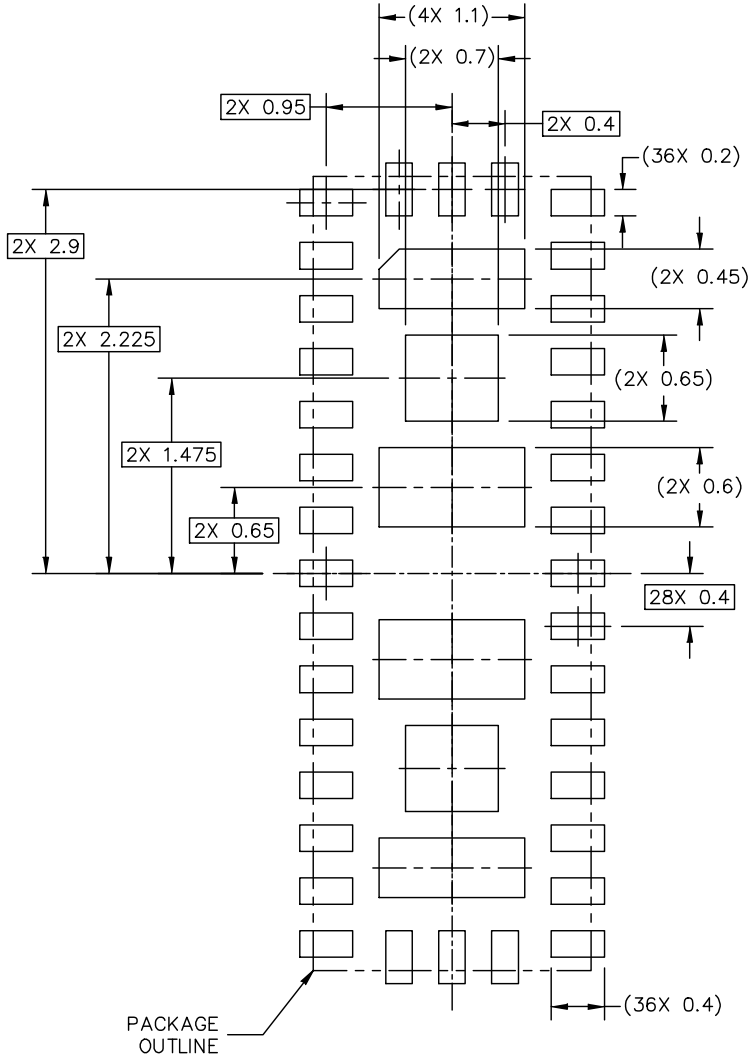 (4X 1.1)
(2X 0.7)
2X 0.95
2X 0.4
(36X 0.2)
2X 2.9
(2X 0.45)
2X 2.225
(2X 0.65)
2X 1.475
(2X 0.6)
2X 0.65
28X 0.4
(36X 0.4)
PACKAGE
OUTLINE